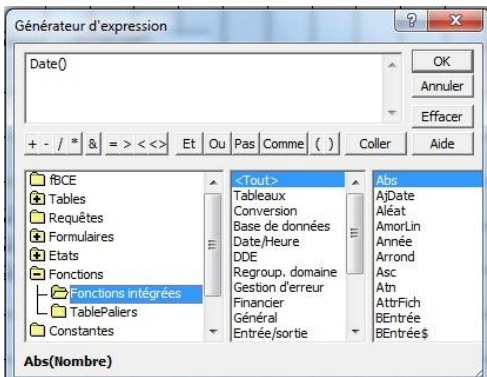 Générateur d'expression
Date()
OK
Annuler
Effacer
+ - / * & = > < <> Et Ou Pas Comme ( ) Coller Aide
fBCE
Tables
Requêtes
Formulaires
Etats
Fonctions
Fonctions intégrées
TablePaliers
Constantes
<Tout>
Tableaux
Conversion
Base de données
Date/Heure
DDE
Regroup. domaine
Gestion d'erreur
Financier
Général
Entrée/sortie
Abs
AjDate
Aléat
AmorLin
Année
Arrond
Asc
Atn
AttrFich
BEntrée
BEntrée$
Abs(Nombre)